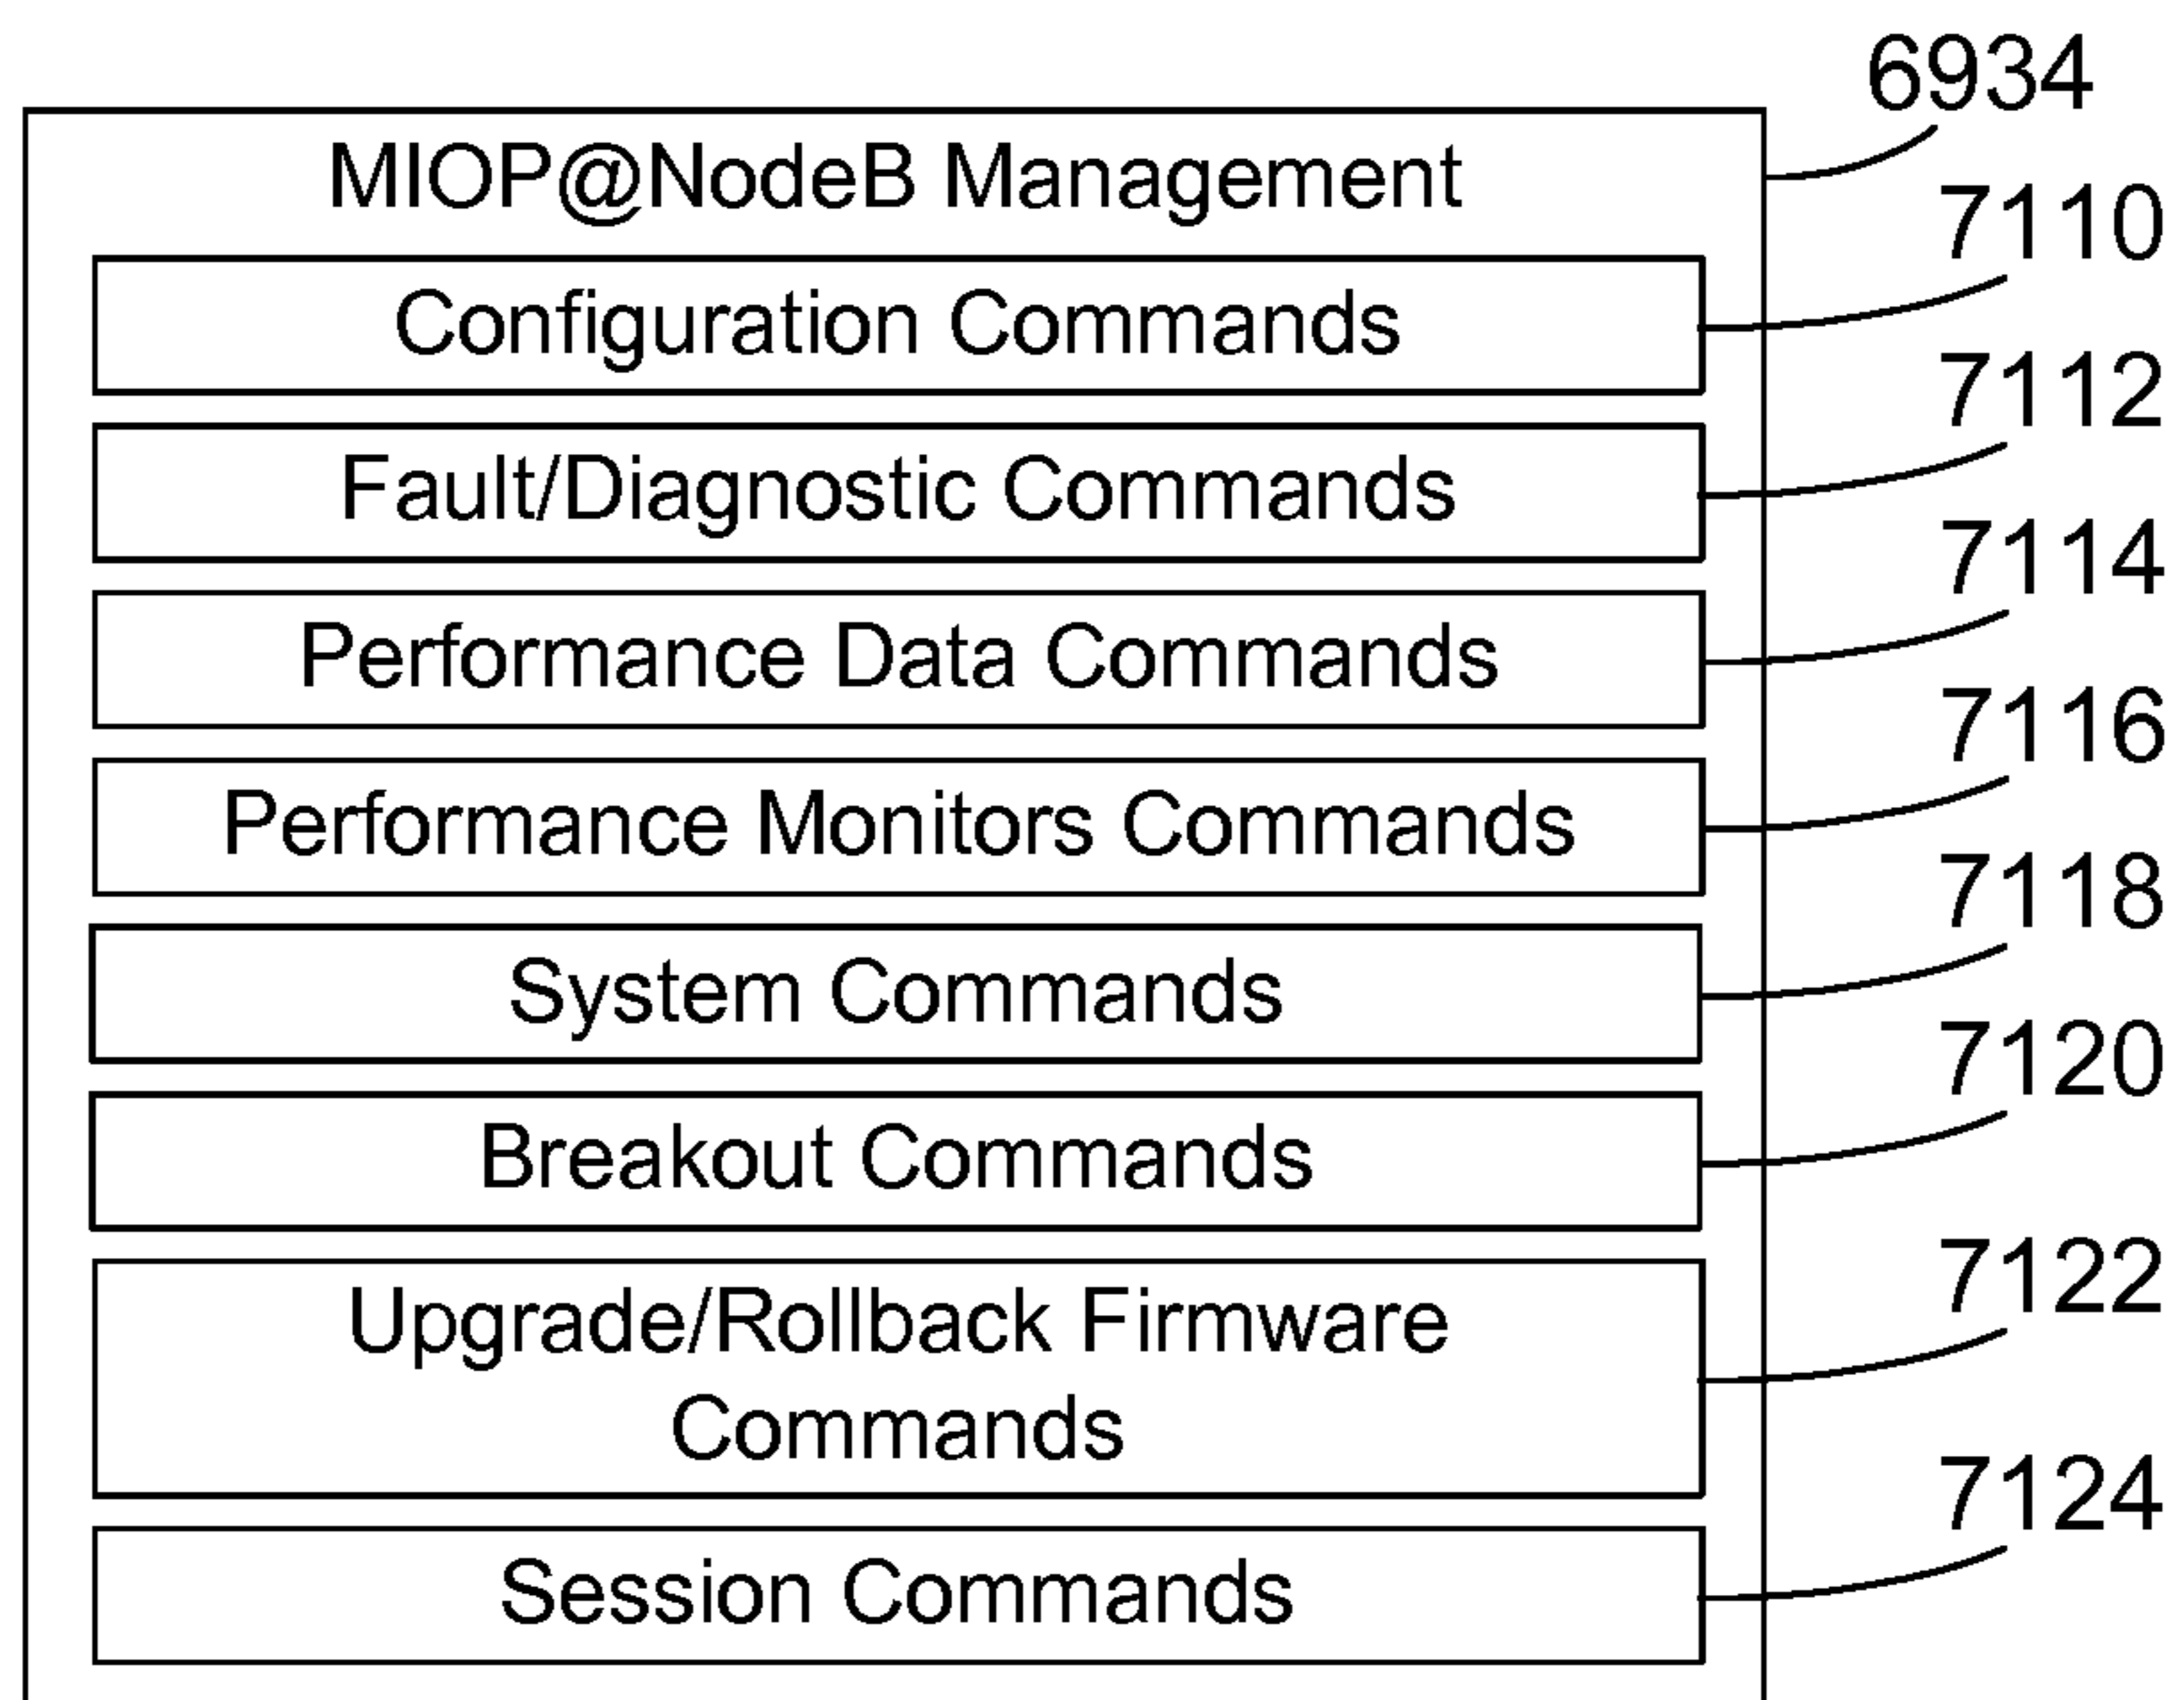 6934
MIOP@NodeB Management
7110
Configuration Commands
7112
Fault/Diagnostic Commands
7114
Performance Data Commands
7116
Performance Monitors Commands
7118
System Commands
7120
Breakout Commands
7122
Upgrade/Rollback Firmware
Commands
7124
Session Commands